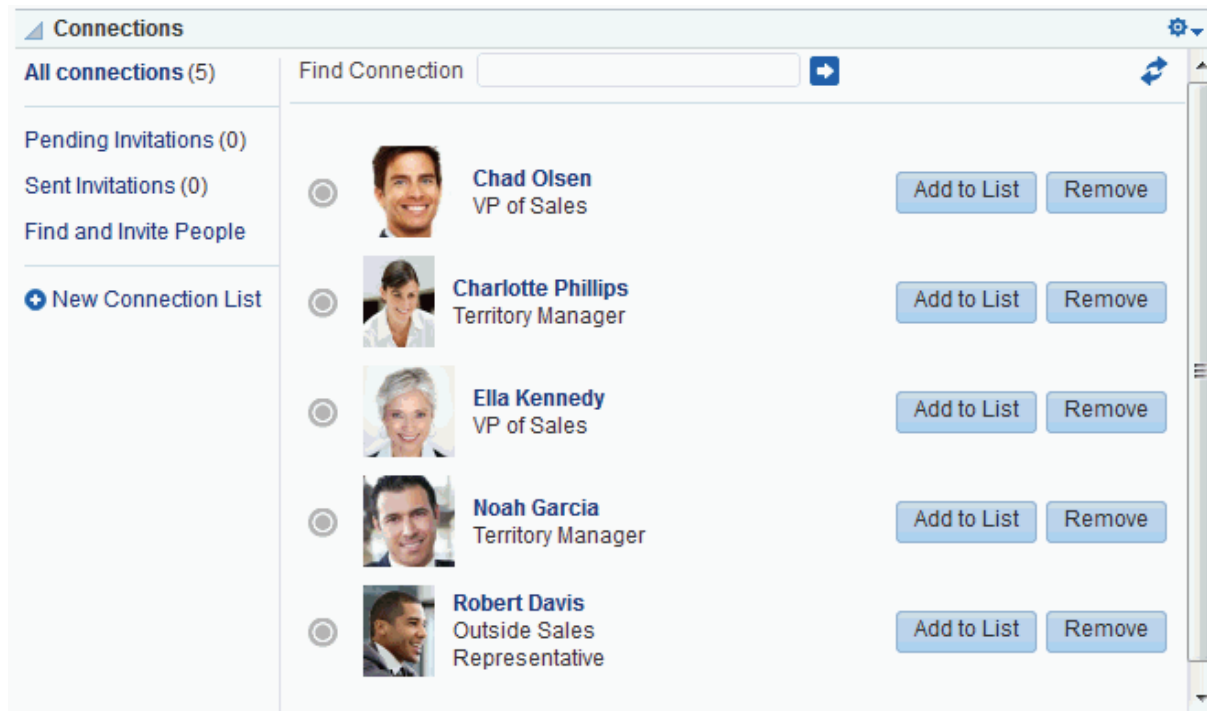 Connections
All connections (5)
Find Connection
Pending Invitations (0)
Sent Invitations (0)
Find and Invite People
New Connection List
Chad Olsen
VP of Sales
Add to List
Remove
Charlotte Phillips
Territory Manager
Add to List
Remove
Ella Kennedy
VP of Sales
Add to List
Remove
Noah Garcia
Territory Manager
Add to List
Remove
Robert Davis
Outside Sales
Representative
Add to List
Remove